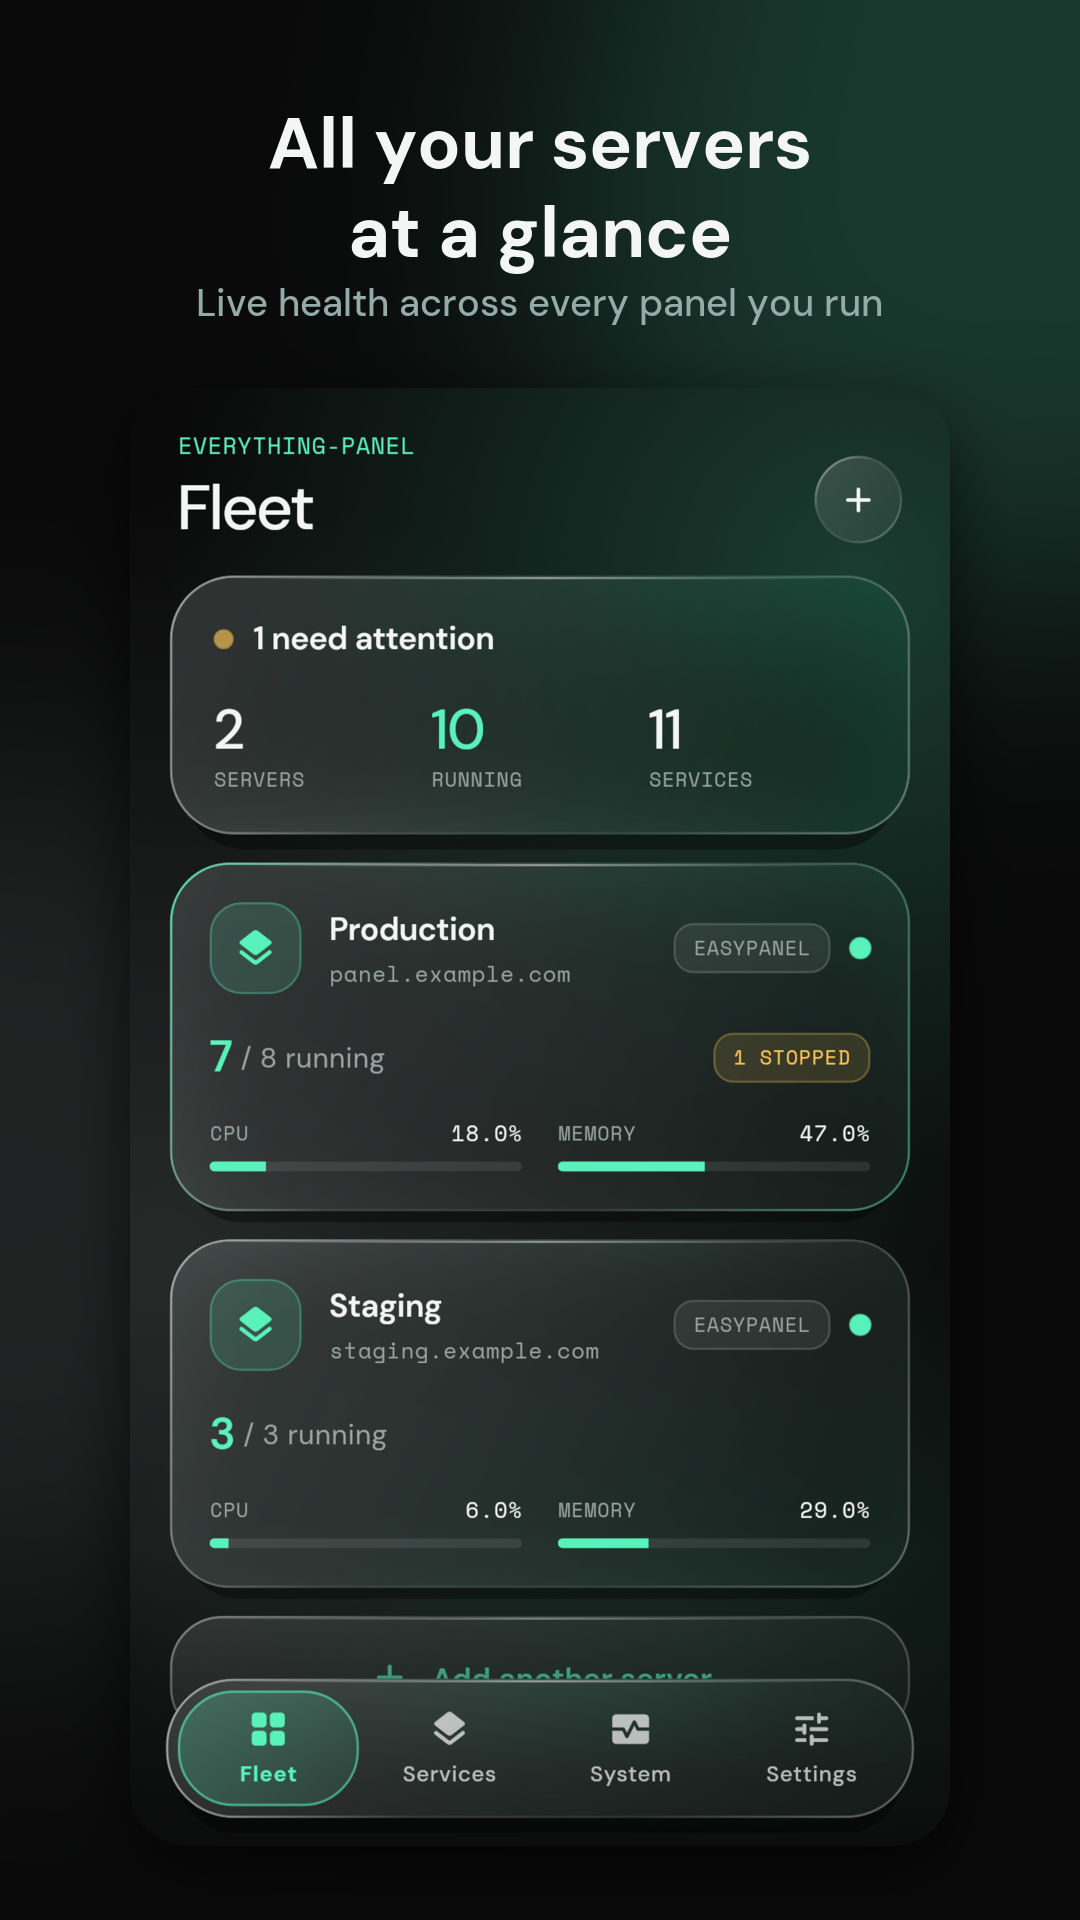 All your servers
at a glance
Live health across every panel you run
EVERYTHING-PANEL
Fleet
1 need attention
2 10 11
SERVERS RUNNING SERVICES
Production
panel.example.com
EASYPANEL
7 / 8 running
1 STOPPED
CPU 18.0% MEMORY 47.0%
Staging
staging.example.com
EASYPANEL
3 / 3 running
CPU 6.0% MEMORY 29.0%
Add another server
Fleet Services System Settings